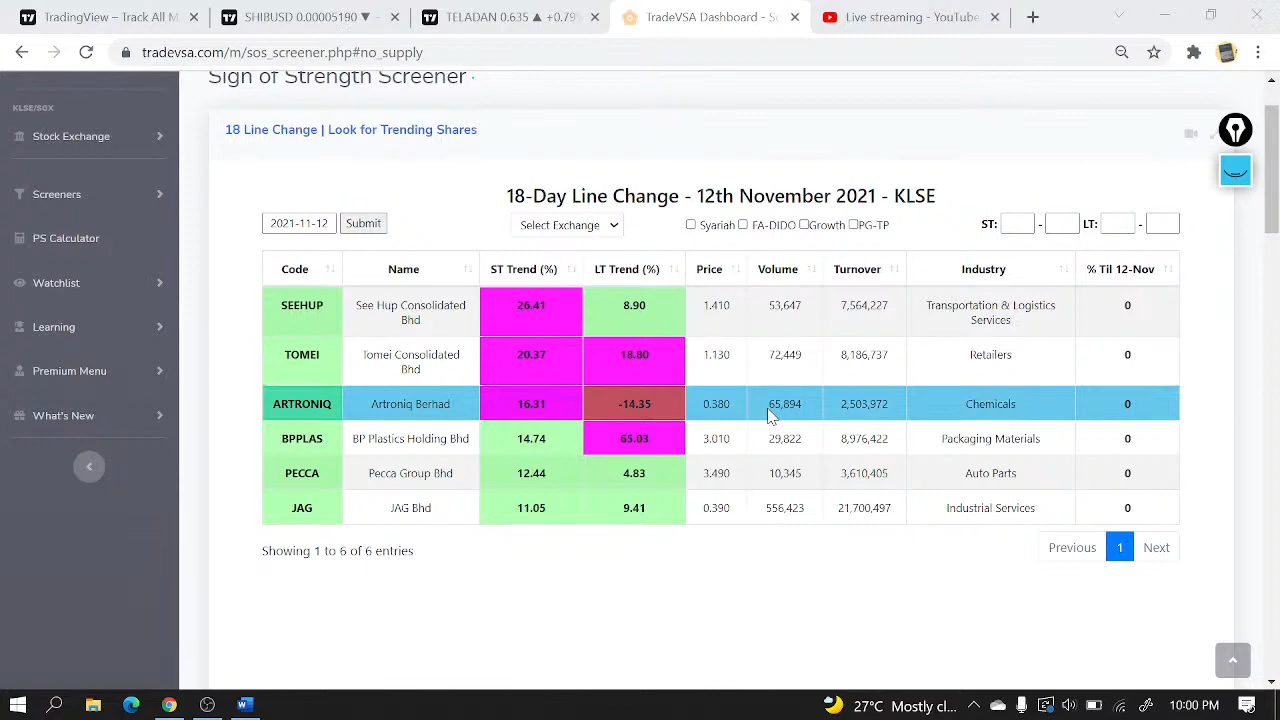 TradingView - Track All M
SHIBUSD 0.00005190 ▼ -
TELADAN 0.635 ▲ +0.79%
TradeVSA Dashboard - Sc
Live streaming - YouTube
tradevsa.com/m/sos_screener.php#no_supply
Sign of Strength Screener
KLSE/SGX
Stock Exchange
Screeners
PS Calculator
Watchlist
Learning
Premium Menu
What's New
18 Line Change | Look for Trending Shares
18-Day Line Change - 12th November 2021 - KLSE
2021-11-12 Submit Select Exchange Syariah FA-DIDO Growth PG-TP ST: - LT: -
Code Name ST Trend (%) LT Trend (%) Price Volume Turnover Industry % Til 12-Nov
SEEHUP See Hup Consolidated Bhd 26.41 8.90 1.410 53,647 7,564,227 Transportation & Logistics Services 0
TOMEI Tomei Consolidated Bhd 20.37 18.80 1.130 72,449 8,186,737 Retailers 0
ARTRONIQ Artroniq Berhad 16.31 -14.35 0.380 65,894 2,503,972 Chemicals 0
BPPLAS BP Plastics Holding Bhd 14.74 65.03 3.010 29,822 8,976,422 Packaging Materials 0
PECCA Pecca Group Bhd 12.44 4.83 3.490 10,345 3,610,405 Auto Parts 0
JAG JAG Bhd 11.05 9.41 0.390 556,423 21,700,497 Industrial Services 0
Showing 1 to 6 of 6 entries
Previous 1 Next
27°C Mostly cl... 10:00 PM